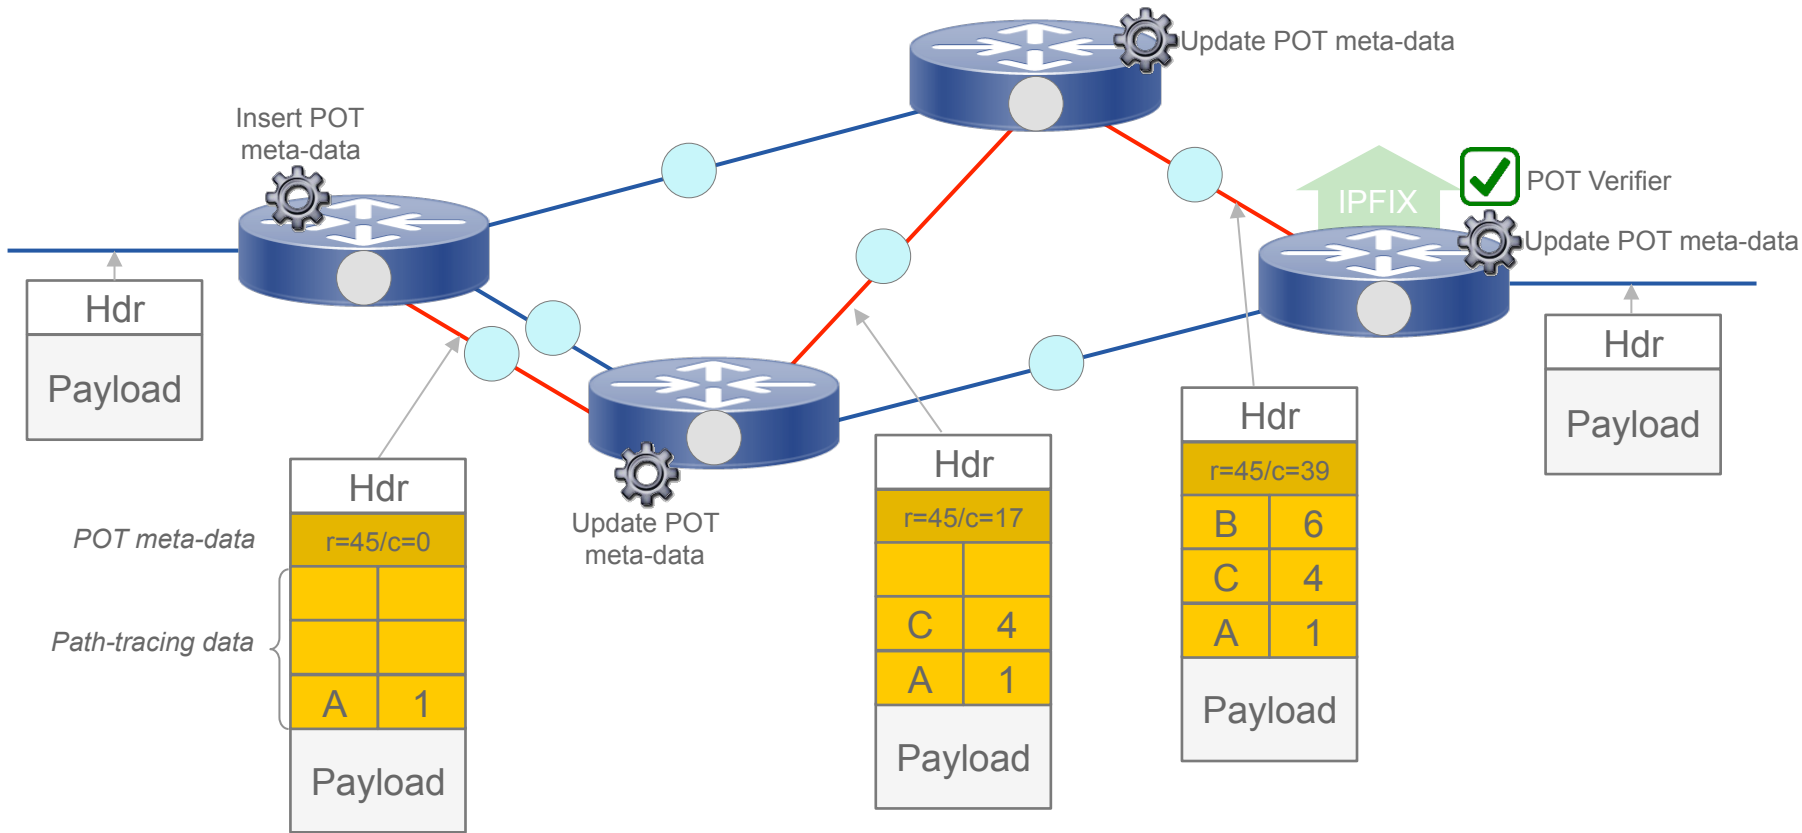 Update POT meta-data
Insert POT
meta-data
IPFIX
POT Verifier
Update POT meta-data
Hdr
Payload
Hdr
Payload
Update POT
meta-data
POT meta-data
Path-tracing data
Hdr
r=45/c=0
A 1
Payload
Hdr
r=45/c=17
C 4
A 1
Payload
Hdr
r=45/c=39
B 6
C 4
A 1
Payload